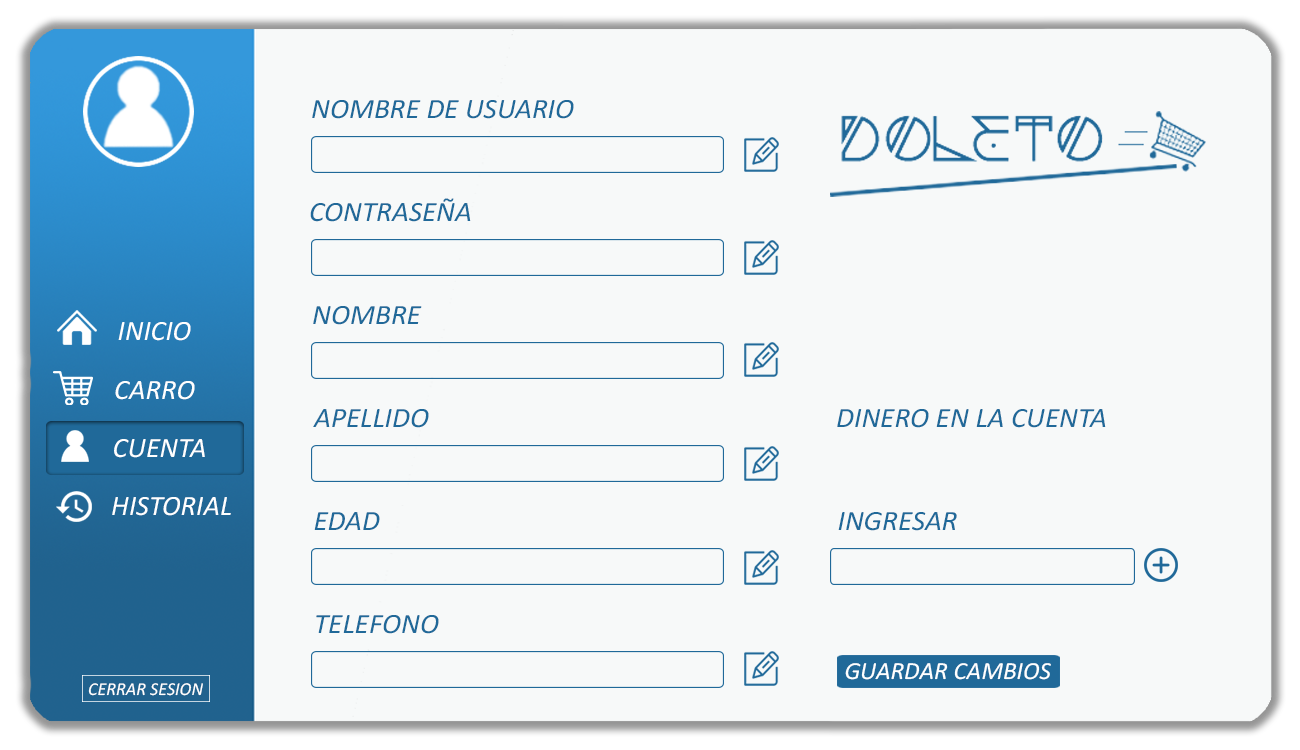 INICIO
CARRO
CUENTA
HISTORIAL
CERRAR SESION
NOMBRE DE USUARIO
CONTRASEÑA
NOMBRE
APELLIDO
EDAD
TELEFONO
DOLETO
DINERO EN LA CUENTA
INGRESAR
GUARDAR CAMBIOS